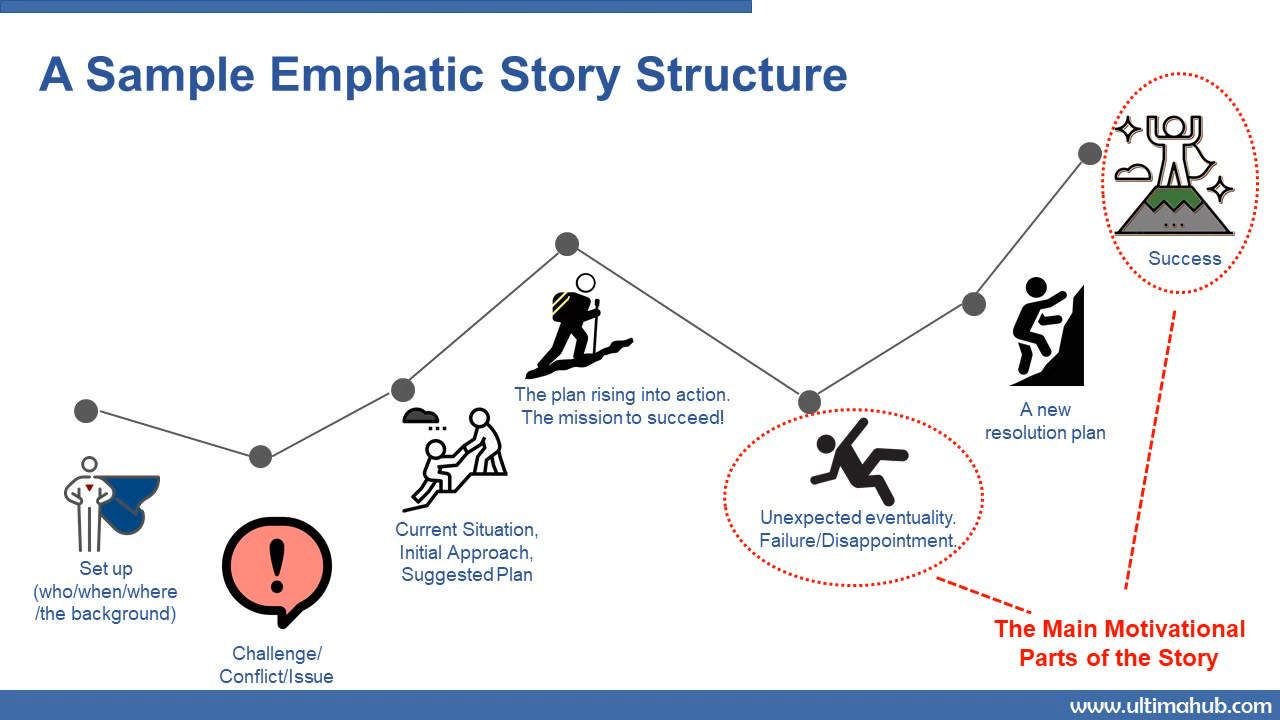 A Sample Emphatic Story Structure
Set up
(who/when/where
/the background)
Challenge/
Conflict/Issue
Current Situation,
Initial Approach,
Suggested Plan
The plan rising into action.
The mission to succeed!
Unexpected eventuality.
Failure/Disappointment.
A new
resolution plan
Success
The Main Motivational
Parts of the Story
www.ultimahub.com